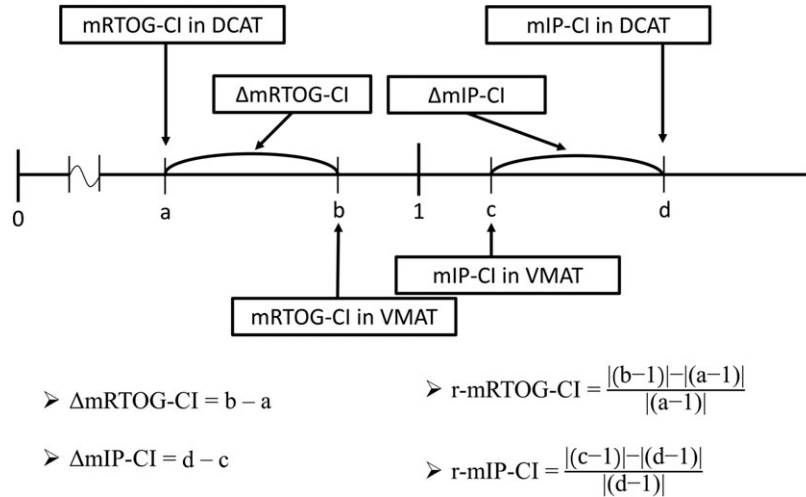 mRTOG-CI in DCAT
mIP-CI in DCAT
ΔmRTOG-CI
ΔmIP-CI
0
a
b
1
c
d
mIP-CI in VMAT
mRTOG-CI in VMAT
➢ ΔmRTOG-CI = b – a
➢ r-mRTOG-CI = |(b−1)|−|(a−1)| / |(a−1)|
➢ ΔmIP-CI = d – c
➢ r-mIP-CI = |(c−1)|−|(d−1)| / |(d−1)|